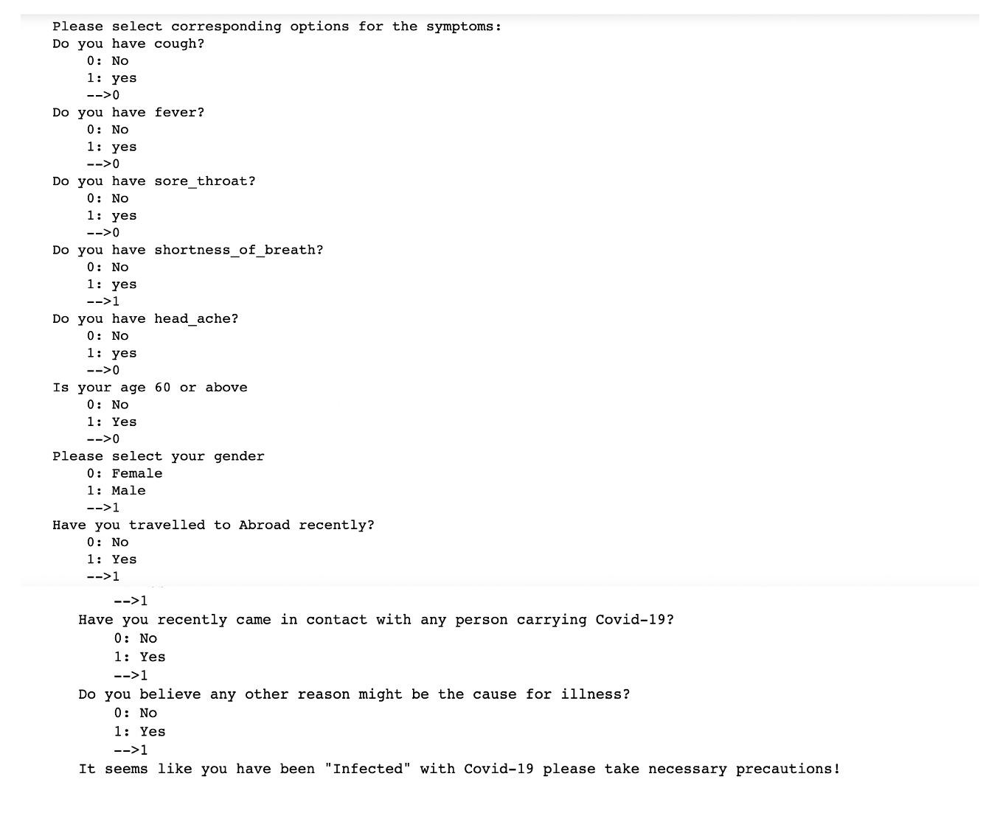 Please select corresponding options for the symptoms:
Do you have cough?
0: No
1: yes
-->0
Do you have fever?
0: No
1: yes
-->0
Do you have sore_throat?
0: No
1: yes
-->0
Do you have shortness_of_breath?
0: No
1: yes
-->1
Do you have head_ache?
0: No
1: yes
-->0
Is your age 60 or above
0: No
1: Yes
-->0
Please select your gender
0: Female
1: Male
-->1
Have you travelled to Abroad recently?
0: No
1: Yes
-->1
-->1
Have you recently came in contact with any person carrying Covid-19?
0: No
1: Yes
-->1
Do you believe any other reason might be the cause for illness?
0: No
1: Yes
-->1
It seems like you have been "Infected" with Covid-19 please take necessary precautions!